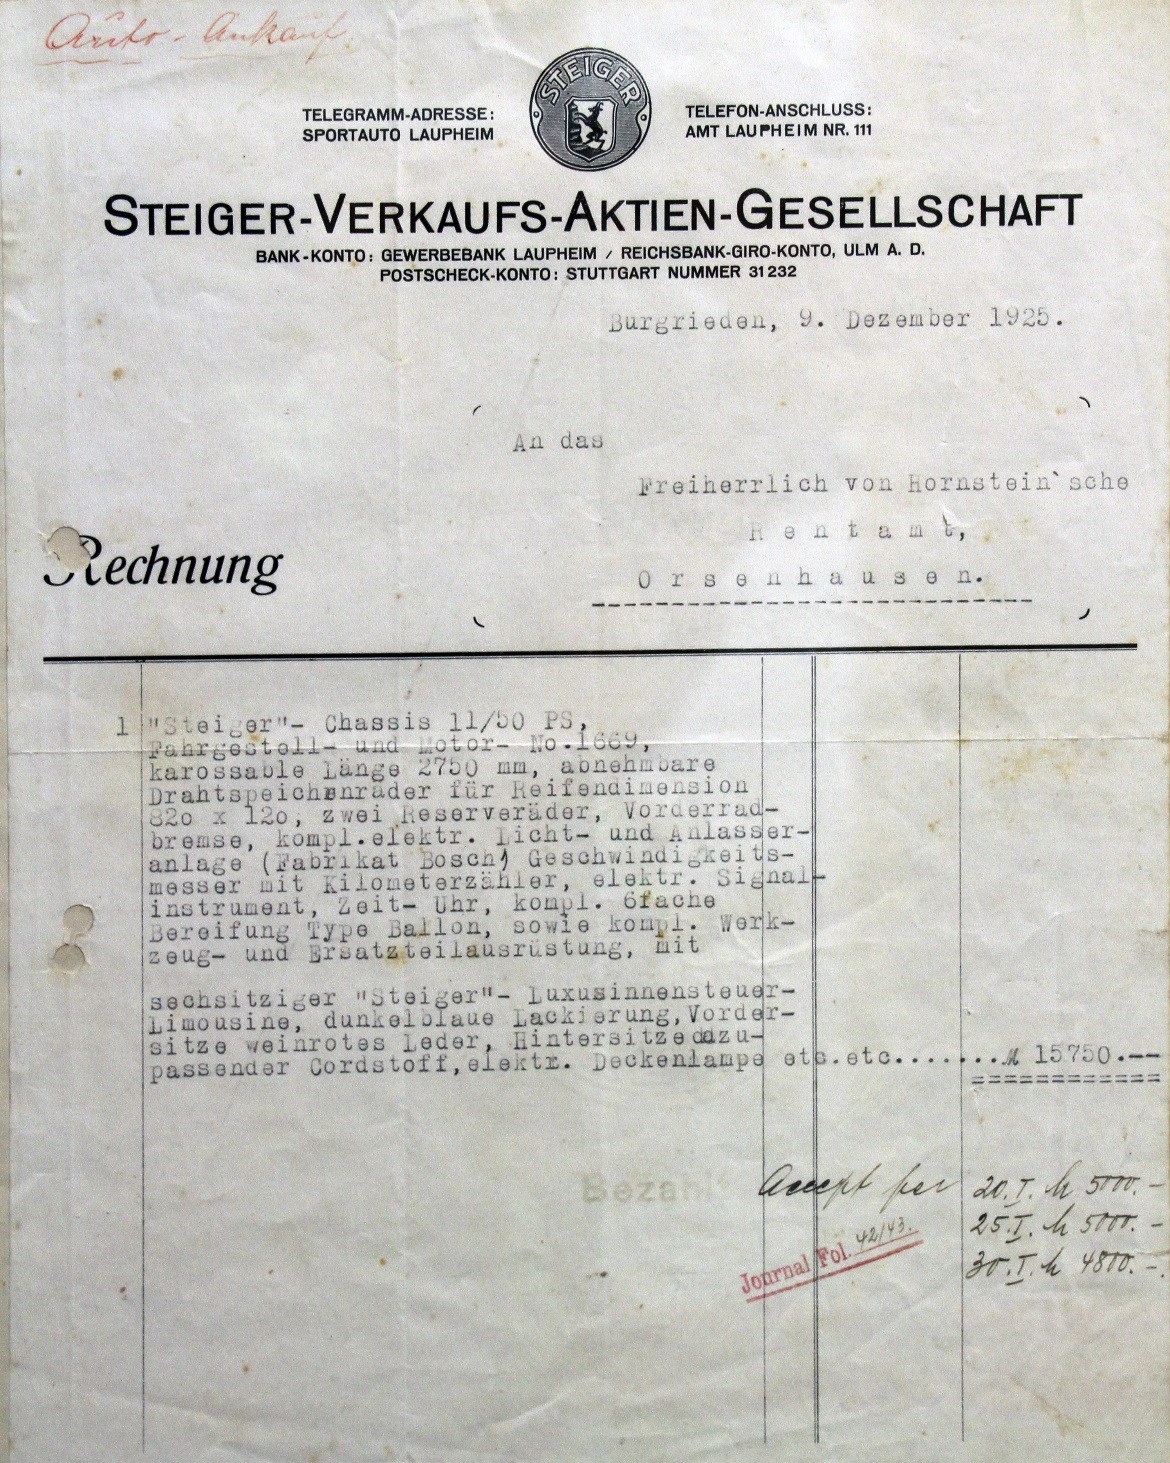 Auto - Ankauf.
STEIGER
TELEGRAMM-ADRESSE:
SPORTAUTO LAUPHEIM
TELEFON-ANSCHLUSS:
AMT LAUPHEIM NR. 111
STEIGER-VERKAUFS-AKTIEN-GESELLSCHAFT
BANK-KONTO: GEWERBEBANK LAUPHEIM / REICHSBANK-GIRO-KONTO, ULM A. D.
POSTSCHECK-KONTO: STUTTGART NUMMER 31232
Burgrieden, 9. Dezember 1925.
An das
Freiherrlich von Hornstein`sche
R e n t a m t,
O r s e n h a u s e n.
Rechnung
1 "Steiger"- Chassis 11/50 PS,
Fahrgestell- und Motor- No.1669,
karossable Länge 2750 mm, abnehmbare
Drahtspeichenräder für Reifendimension
82o x 12o, zwei Reserveräder, Vorderrad-
bremse, kompl.elektr. Licht- und Anlasser-
anlage (Fabrikat Bosch) Geschwindigkeits-
messer mit Kilometerzähler, elektr. Signal-
instrument, Zeit- Uhr, kompl. 6fache
Bereifung Type Ballon, sowie kompl. Werk-
zeug- und Ersatzteilausrüstung, mit
sechsitziger "Steiger"- Luxusinnensteuer-
Limousine, dunkelblaue Lackierung,Vorder-
sitze weinrotes Leder, Hintersitze dazu-
passender Cordstoff,elektr. Deckenlampe etc.etc.......M 15750.--
Bezahlt
Accept per 20.I. M 5000.-
25.I. M 5000.-
30.I. M 4800.-
Journal Fol. 42/43.